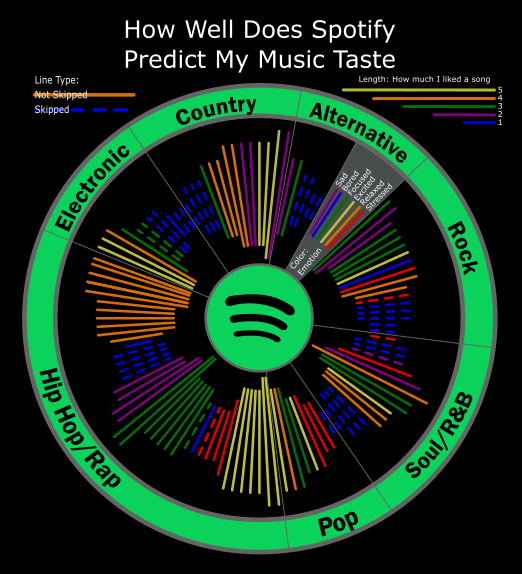 How Well Does Spotify
Predict My Music Taste
Line Type:
Not Skipped
Skipped
Length: How much I liked a song
5
4
3
2
1
Country
Alternative
Rock
Soul/R&B
Pop
Hip Hop/Rap
Electronic
Color:
Emotion
Sad
Bored
Focused
Excited
Relaxed
Stressed